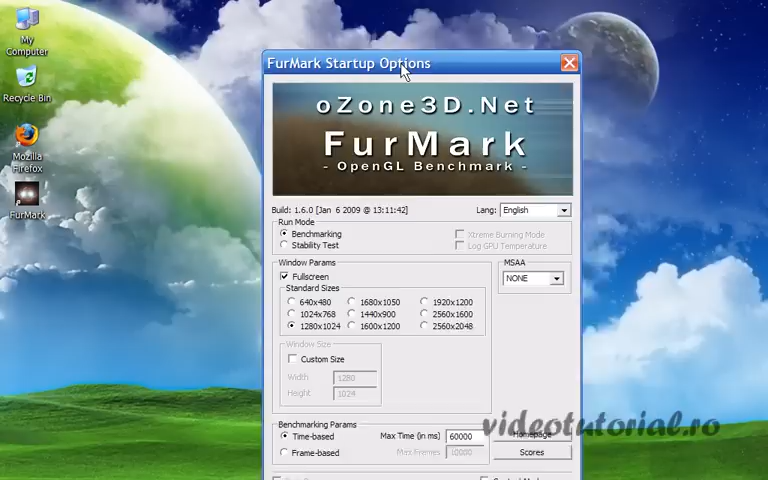 My
Computer
Recycle Bin
Mozilla
Firefox
FurMark
FurMark Startup Options
oZone3D.Net
FurMark
- OpenGL Benchmark -
Build: 1.6.0 [Jan 6 2009 @ 13:11:42]
Lang: English
Run Mode
Benchmarking
Stability Test
Xtreme Burning Mode
Log GPU Temperature
Window Params
Fullscreen
Standard Sizes
640x480 1680x1050 1920x1200
1024x768 1440x900 2560x1600
1280x1024 1600x1200 2560x2048
MSAA
NONE
Window Size
Custom Size
Width 1280
Height 1024
Benchmarking Params
Time-based Max Time (in ms) 60000
Frame-based Max Frames 10000
Homepage
Scores
videotutorial.ro